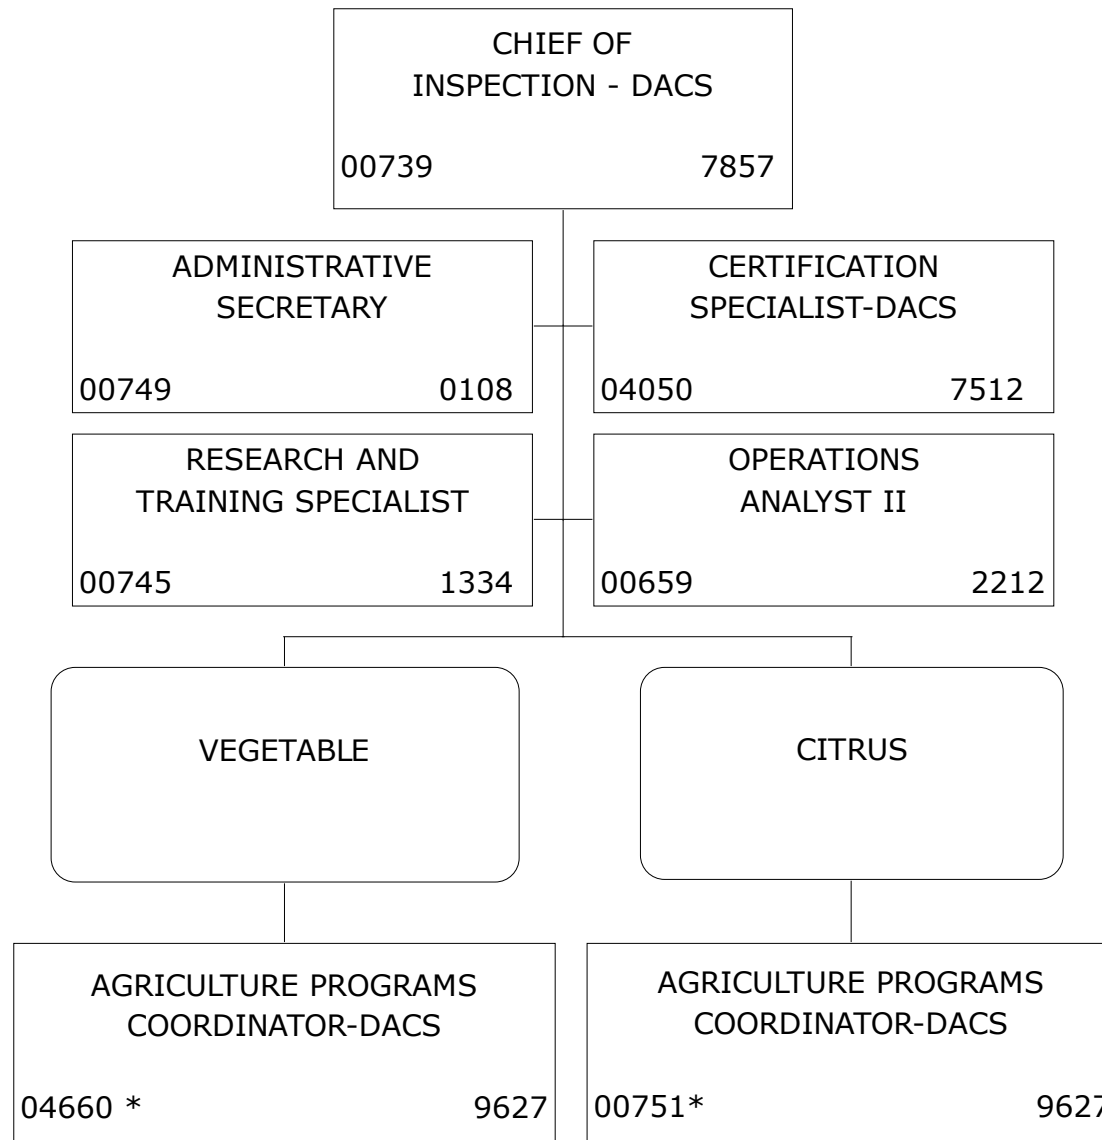 CHIEF OF
INSPECTION - DACS
00739 7857
ADMINISTRATIVE
SECRETARY
00749 0108
CERTIFICATION
SPECIALIST-DACS
04050 7512
RESEARCH AND
TRAINING SPECIALIST
00745 1334
OPERATIONS
ANALYST II
00659 2212
VEGETABLE
CITRUS
AGRICULTURE PROGRAMS
COORDINATOR-DACS
04660 * 9627
AGRICULTURE PROGRAMS
COORDINATOR-DACS
00751* 9627